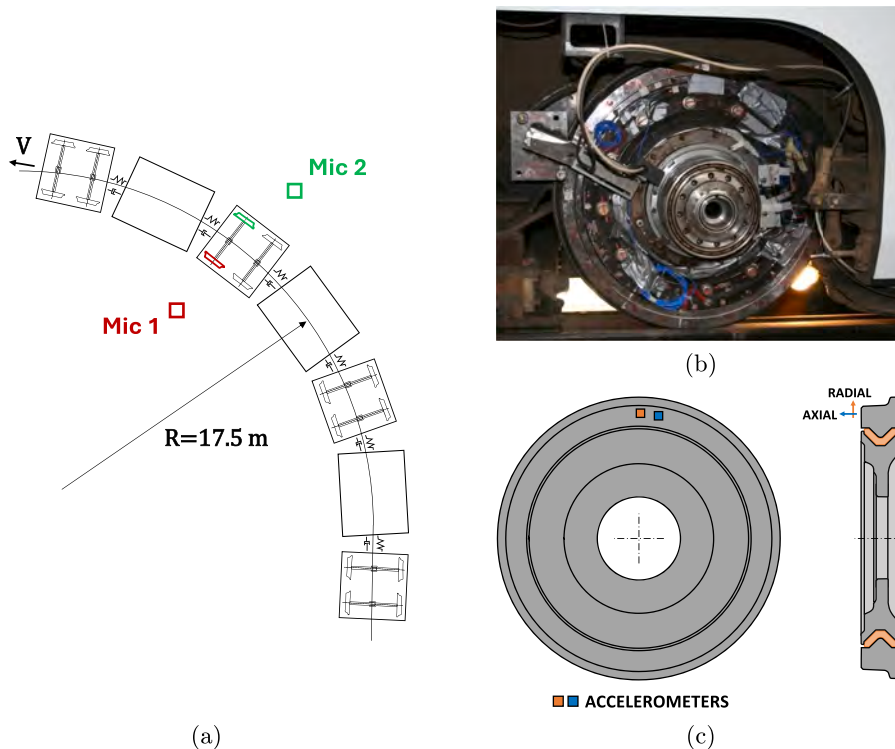 V
Mic 2
Mic 1
R=17.5 m
(a)
(b)
RADIAL
AXIAL
ACCELEROMETERS
(c)